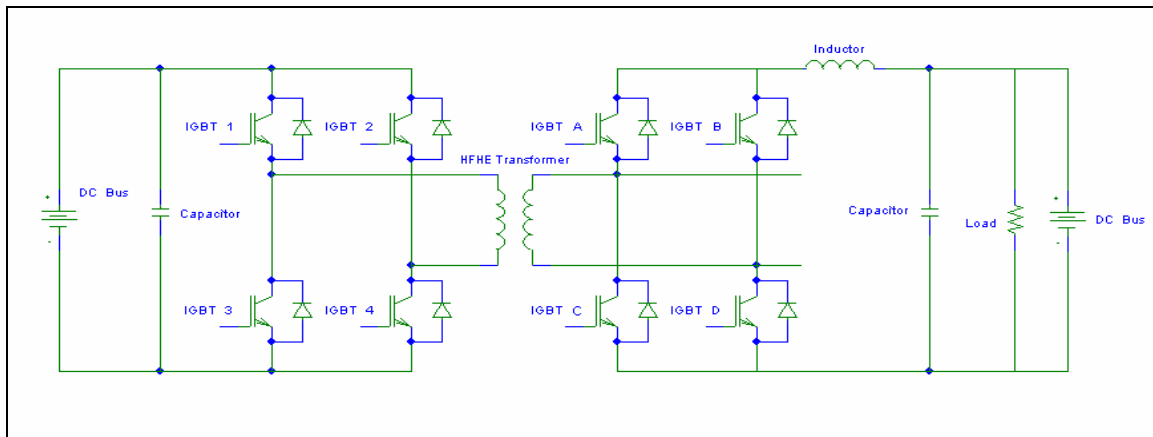 Inductor
IGBT 1
IGBT 2
IGBT A
IGBT B
HFHE Transformer
+
DC Bus
-
Capacitor
Capacitor
Load
+
DC Bus
-
IGBT 3
IGBT 4
IGBT C
IGBT D